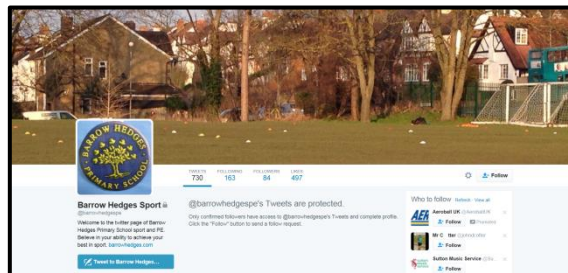 BARROW HEDGES
PRIMARY SCHOOL
TWEETS
730
FOLLOWING
163
FOLLOWERS
84
LIKES
497
Follow
Barrow Hedges Sport
@barrowhedgespe
Welcome to the twitter page of Barrow
Hedges Primary School sport and PE.
Believe in your ability to achieve your
best in sport. barrowhedges.com
Tweet to Barrow Hedges...
@barrowhedgespe's Tweets are protected.
Only confirmed followers have access to @barrowhedgespe's Tweets and complete profile.
Click the "Follow" button to send a follow request.
Who to follow Refresh View all
Aeroball UK
Follow
Mr C
Follow
Sutton Music Service
Follow